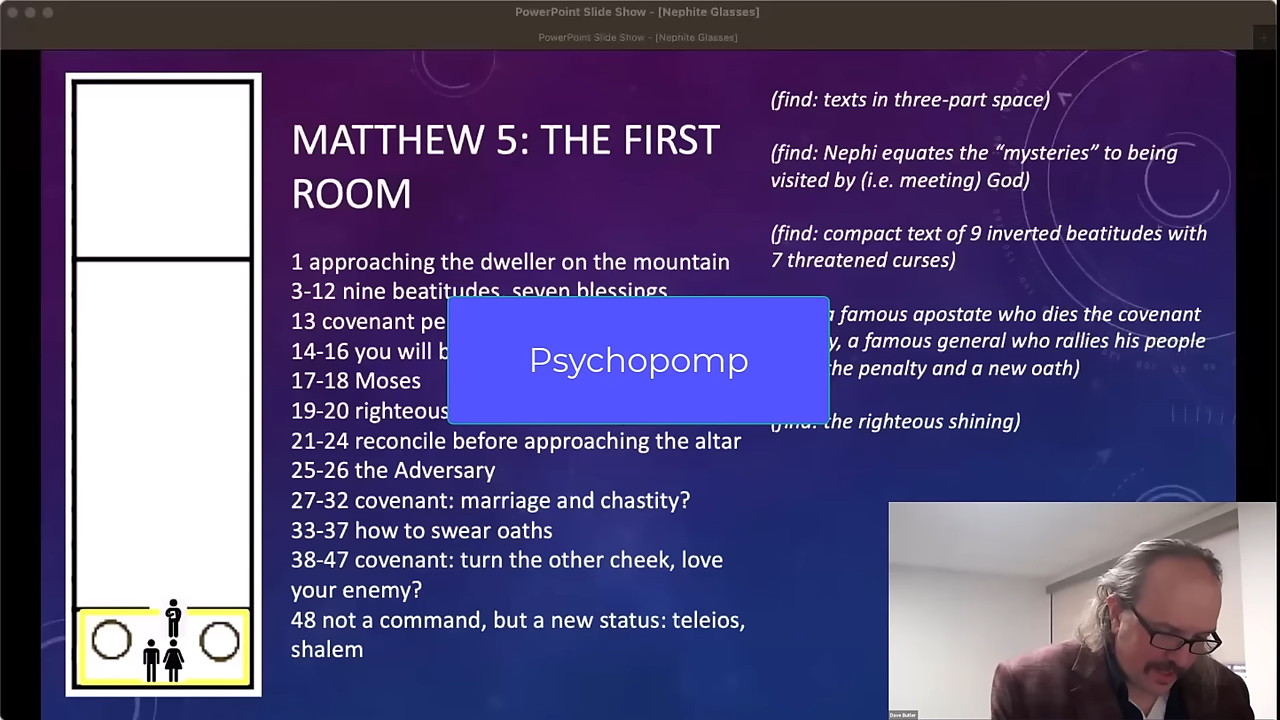 PowerPoint Slide Show - [Nephite Glasses]
PowerPoint Slide Show - [Nephite Glasses]
MATTHEW 5: THE FIRST
ROOM
1 approaching the dweller on the mountain
3-12 nine beatitudes, seven blessings
13 covenant pe
14-16 you will b
17-18 Moses
19-20 righteous
21-24 reconcile before approaching the altar
25-26 the Adversary
27-32 covenant: marriage and chastity?
33-37 how to swear oaths
38-47 covenant: turn the other cheek, love
your enemy?
48 not a command, but a new status: teleios,
shalem
(find: texts in three-part space)
(find: Nephi equates the “mysteries” to being
visited by (i.e. meeting) God)
(find: compact text of 9 inverted beatitudes with
7 threatened curses)
a famous apostate who dies the covenant
y, a famous general who rallies his people
the penalty and a new oath)
(find: the righteous shining)
Psychopomp
Dave Butler